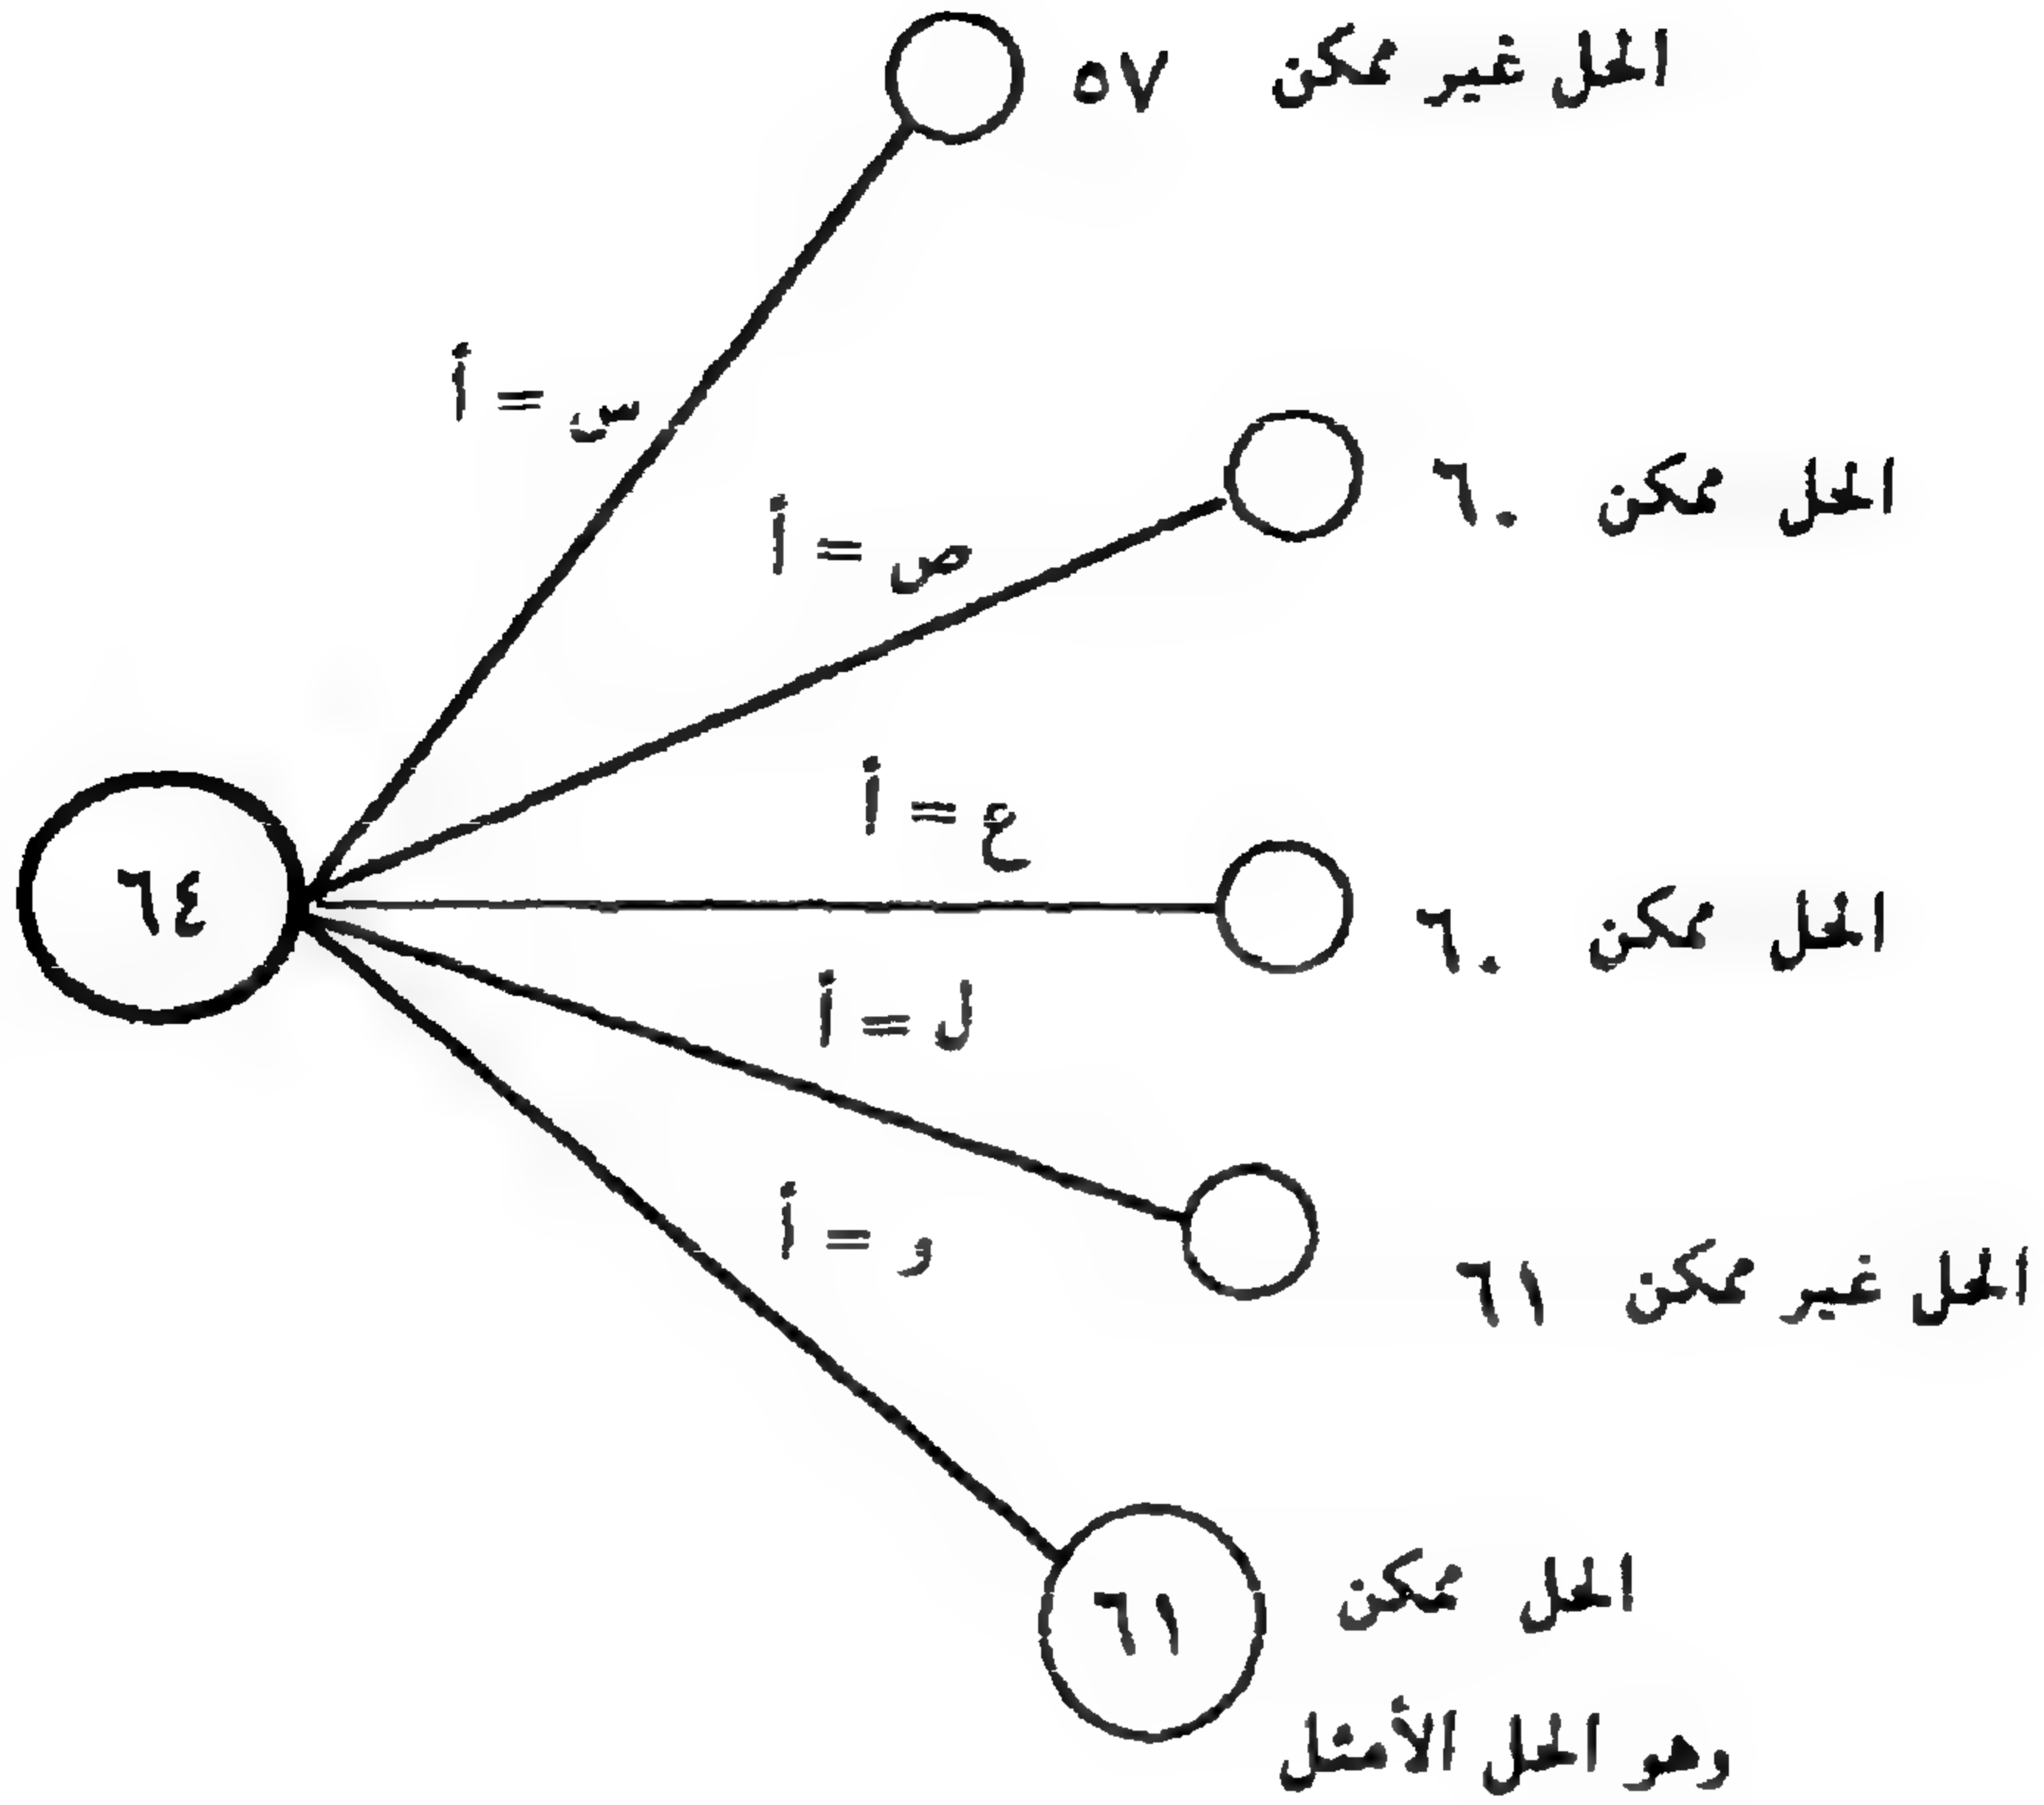 الحل غير ممكن ٥٧
أ = س
الحل ممكن ٦٠
أ = ص
أ = ع
٦٤
الحل ممكن ٦٠
أ = ل
أ = و
الحل غير ممكن ٦١
الحل ممكن
٦١
وهو الحل الأمثل